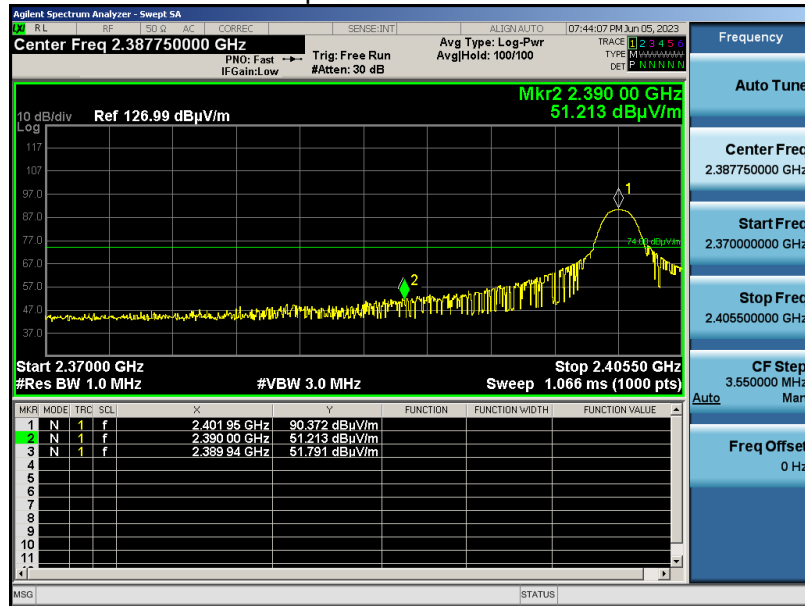 Agilent Spectrum Analyzer - Swept SA
LXI RL RF 50 Ω AC CORREC SENSE:INT ALIGN AUTO 07:44:07 PM Jun 05, 2023
Center Freq 2.387750000 GHz
PNO: Fast
IFGain:Low
Trig: Free Run
#Atten: 30 dB
Avg Type: Log-Pwr
Avg|Hold: 100/100
TRACE 1 2 3 4 5 6
TYPE M
DET P N N N N N
Mkr2 2.390 00 GHz
51.213 dBµV/m
10 dB/div Ref 126.99 dBµV/m
Log
117
107
97.0
87.0
77.0
67.0
57.0
47.0
37.0
1
2
74.00 dBµV/m
Start 2.37000 GHz Stop 2.40550 GHz
#Res BW 1.0 MHz #VBW 3.0 MHz Sweep 1.066 ms (1000 pts)
MKR MODE TRC SCL X Y FUNCTION FUNCTION WIDTH FUNCTION VALUE
1 N 1 f 2.401 95 GHz 90.372 dBµV/m
2 N 1 f 2.390 00 GHz 51.213 dBµV/m
3 N 1 f 2.389 94 GHz 51.791 dBµV/m
4
5
6
7
8
9
10
11
MSG STATUS
Frequency
Auto Tune
Center Freq
2.387750000 GHz
Start Freq
2.370000000 GHz
Stop Freq
2.405500000 GHz
CF Step
3.550000 MHz
Auto Man
Freq Offset
0 Hz